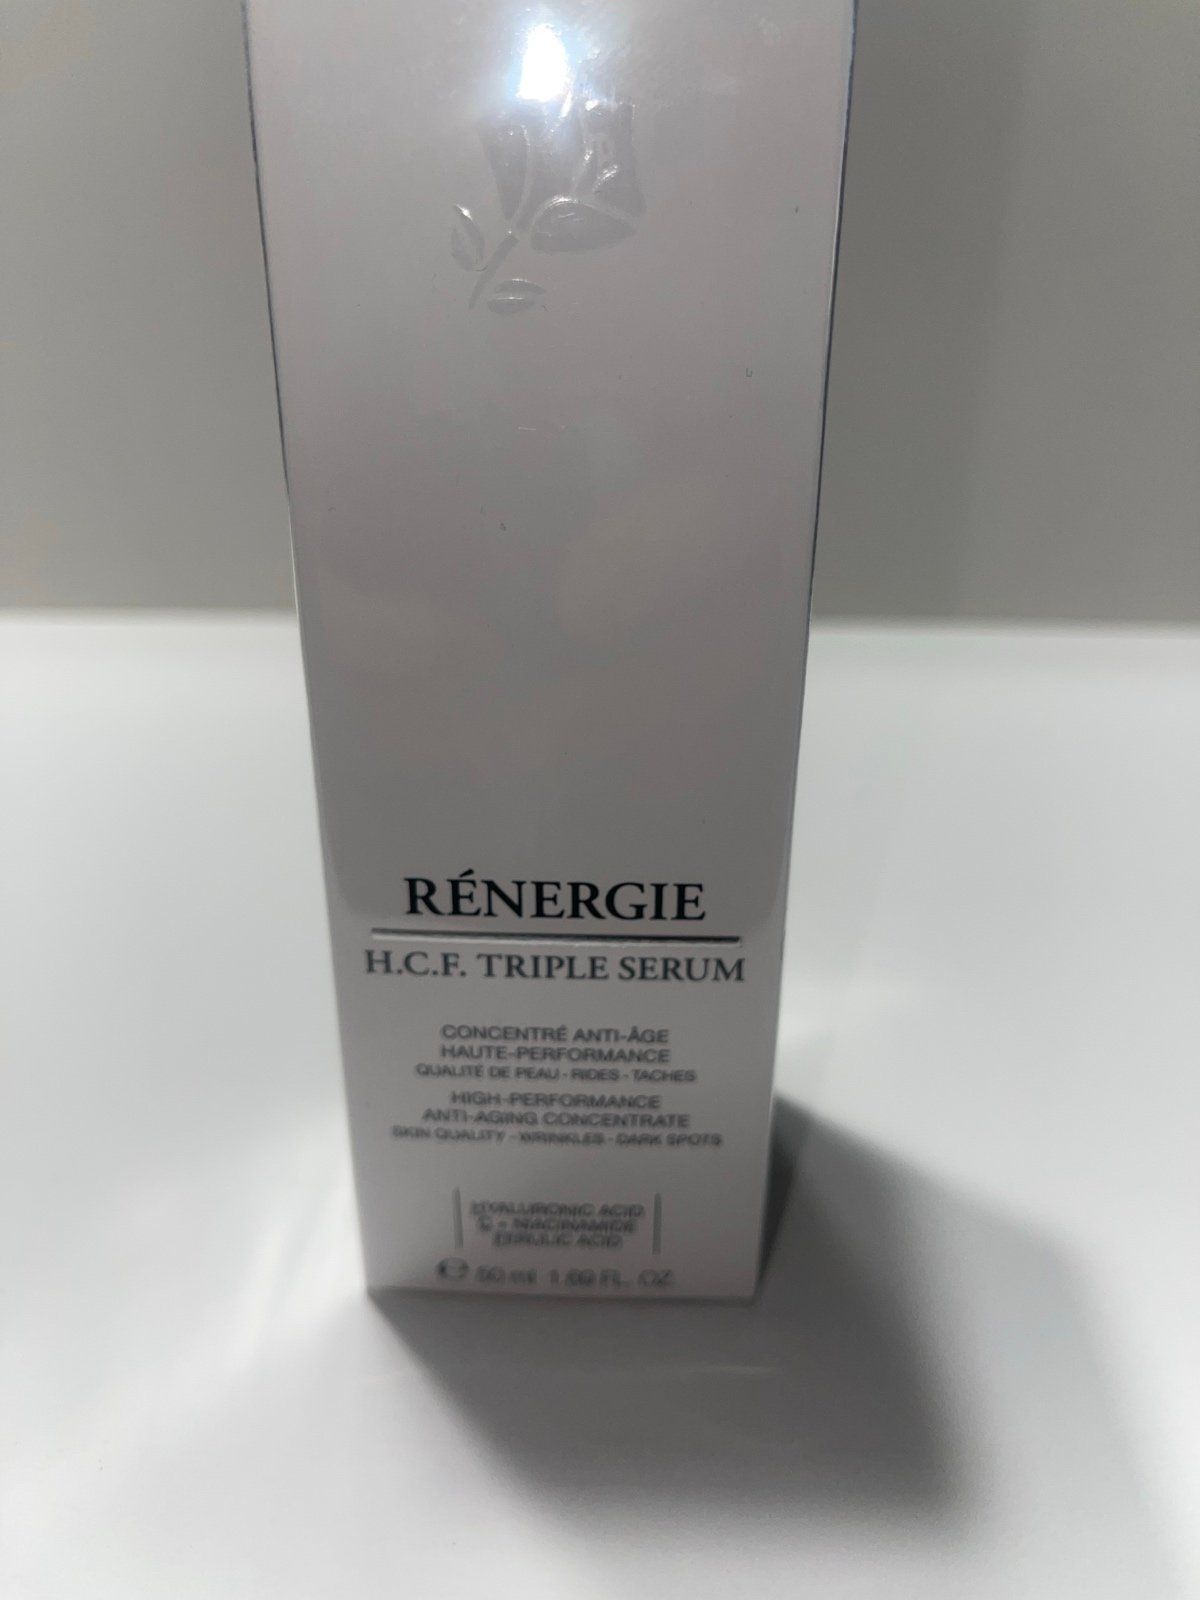 RÉNERGIE
H.C.F. TRIPLE SERUM
CONCENTRÉ ANTI-ÂGE
HAUTE-PERFORMANCE
QUALITÉ DE PEAU - RIDES - TACHES
HIGH-PERFORMANCE
ANTI-AGING CONCENTRATE
SKIN QUALITY - WRINKLES - DARK SPOTS
HYALURONIC ACID
C + NIACINAMIDE
FERULIC ACID
℮ 50 ml 1.69 FL. OZ.